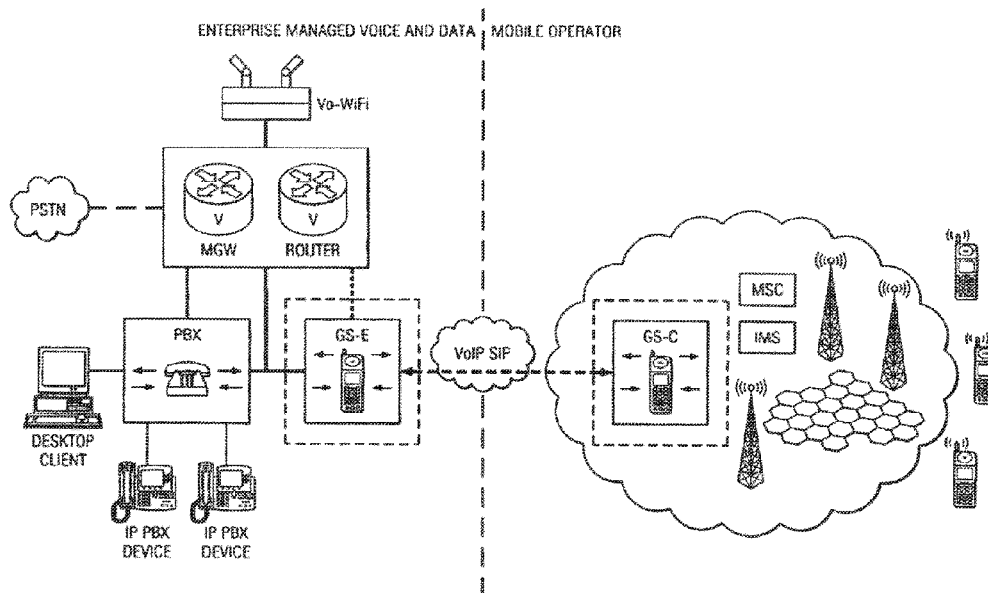 ENTERPRISE MANAGED VOICE AND DATA
MOBILE OPERATOR
Vo-WiFi
PSTN
V
V
MGW
ROUTER
PBX
GS-E
VoIP SIP
GS-C
MSC
IMS
DESKTOP
CLIENT
IP PBX
DEVICE
IP PBX
DEVICE